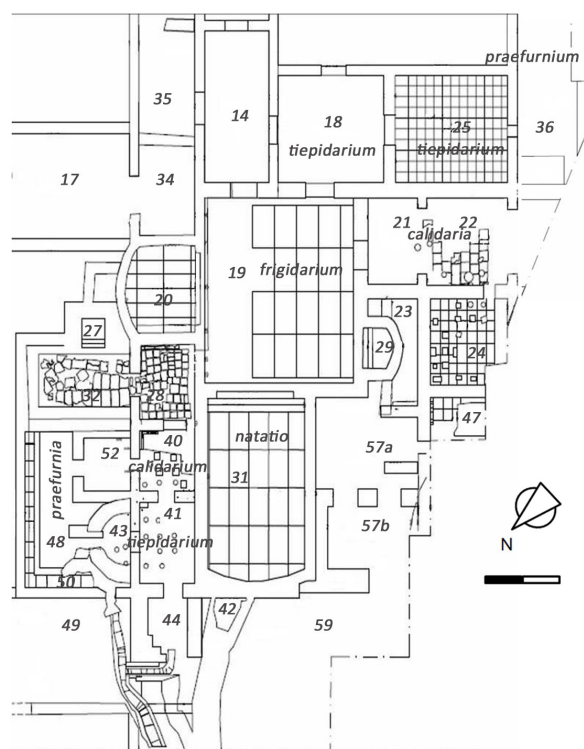 praefurnium
35
14
18
25
36
tiepidarium
tiepidarium
17
34
21
22
calidaria
19
frigidarium
20
23
27
29
24
32
28
47
40
natatio
52
calidarium
57a
praefurnia
31
41
43
tiepidarium
57b
48
N
50
49
44
42
59